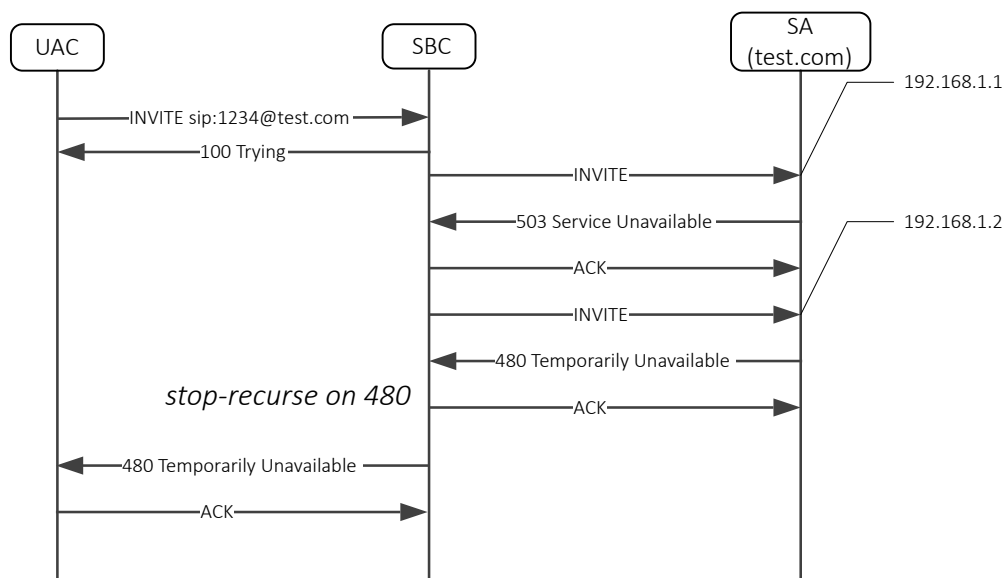 UAC
SBC
SA
(test.com)
192.168.1.1
INVITE sip:1234@test.com
100 Trying
INVITE
503 Service Unavailable
192.168.1.2
ACK
INVITE
480 Temporarily Unavailable
stop-recurse on 480
ACK
480 Temporarily Unavailable
ACK